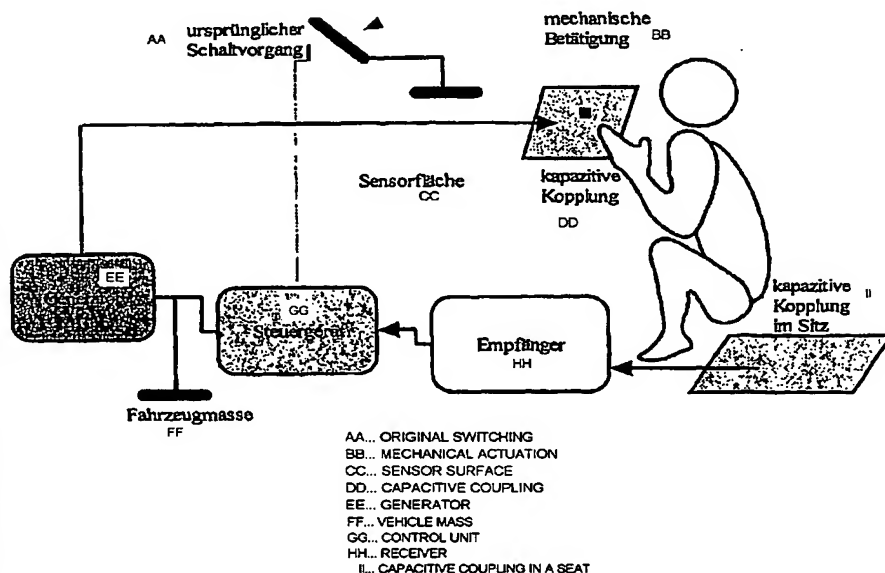 AA ursprünglicher
Schaltvorgang
mechanische
Betätigung BB
Sensorfläche
CC
kapazitive
Kopplung
DD
EE
GG
Steuergerät
Empfänger
HH
kapazitive
Kopplung
im Sitz
II
Fahrzeugmasse
FF
AA... ORIGINAL SWITCHING
BB... MECHANICAL ACTUATION
CC... SENSOR SURFACE
DD... CAPACITIVE COUPLING
EE... GENERATOR
FF... VEHICLE MASS
GG... CONTROL UNIT
HH... RECEIVER
II... CAPACITIVE COUPLING IN A SEAT